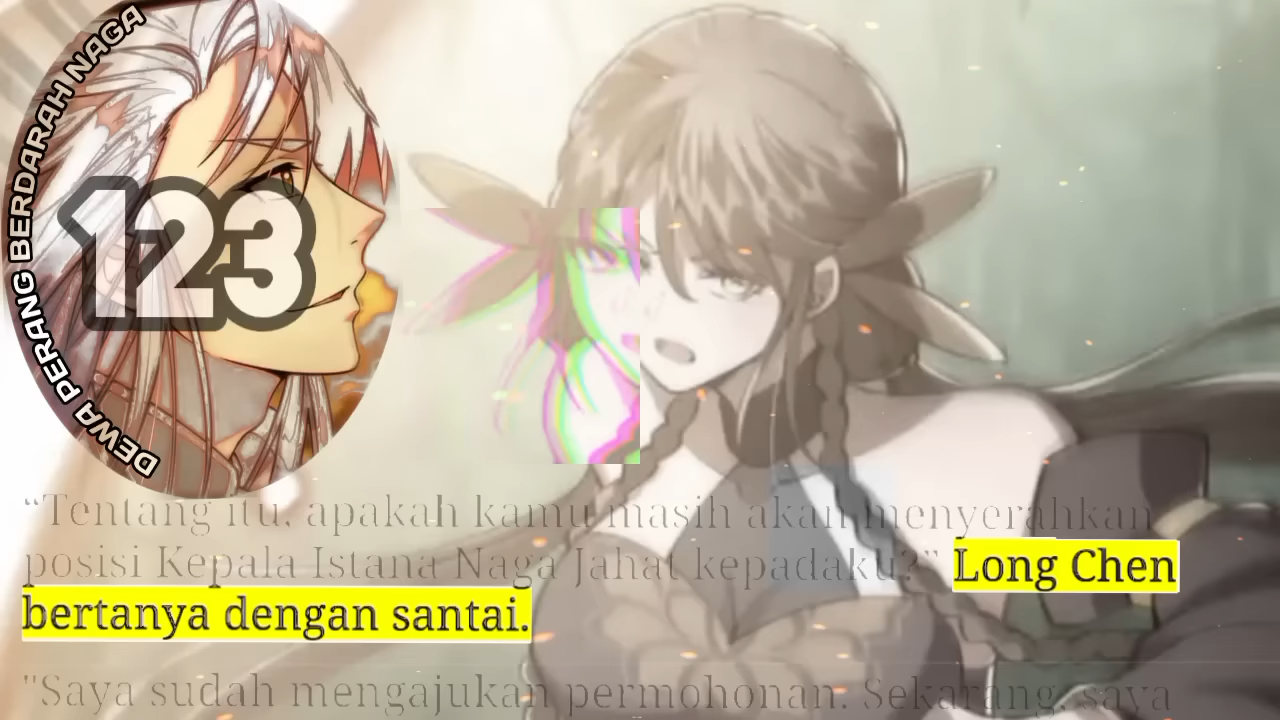 DEWA PERANG BERDARAH NAGA
123
“Tentang itu, apakah kamu masih akan menyerahkan
posisi Kepala Istana Naga Jahat kepadaku?” Long Chen
bertanya dengan santai.
"Saya sudah mengajukan permohonan. Sekarang, saya